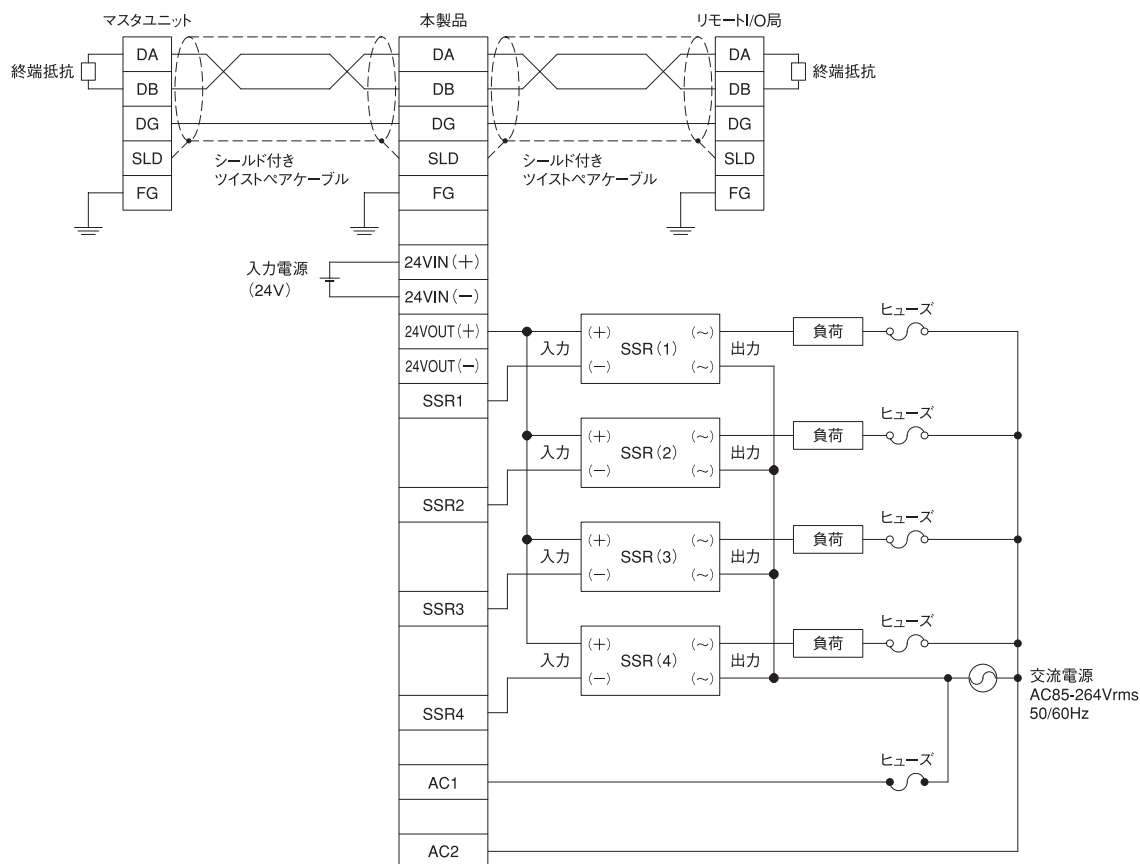 マスタユニット
本製品
リモートI/O局
終端抵抗
DA
DB
DG
SLD
FG
シールド付き
ツイストペアケーブル
DA
DB
DG
SLD
FG
シールド付き
ツイストペアケーブル
DA
DB
DG
SLD
FG
終端抵抗
入力電源
(24V)
24VIN(+)
24VIN(−)
24VOUT(+)
24VOUT(−)
SSR1
SSR2
SSR3
SSR4
AC1
AC2
入力
(+)
(−)
SSR(1)
(~)
(~)
出力
負荷
ヒューズ
入力
(+)
(−)
SSR(2)
(~)
(~)
出力
負荷
ヒューズ
入力
(+)
(−)
SSR(3)
(~)
(~)
出力
負荷
ヒューズ
入力
(+)
(−)
SSR(4)
(~)
(~)
出力
負荷
ヒューズ
交流電源
AC85-264Vrms
50/60Hz
ヒューズ